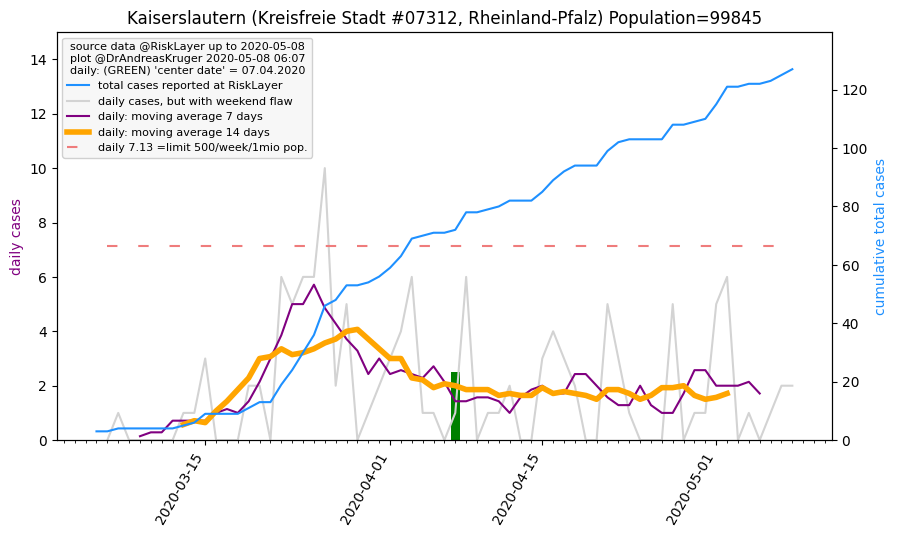 Kaiserslautern (Kreisfreie Stadt #07312, Rheinland-Pfalz) Population=99845
source data @RiskLayer up to 2020-05-08
plot @DrAndreasKruger 2020-05-08 06:07
daily: (GREEN) 'center date' = 07.04.2020
total cases reported at RiskLayer
daily cases, but with weekend flaw
daily: moving average 7 days
daily: moving average 14 days
daily 7.13 =limit 500/week/1mio pop.
daily cases
14
12
10
8
6
4
2
0
cumulative total cases
120
100
80
60
40
20
0
2020-03-15
2020-04-01
2020-04-15
2020-05-01